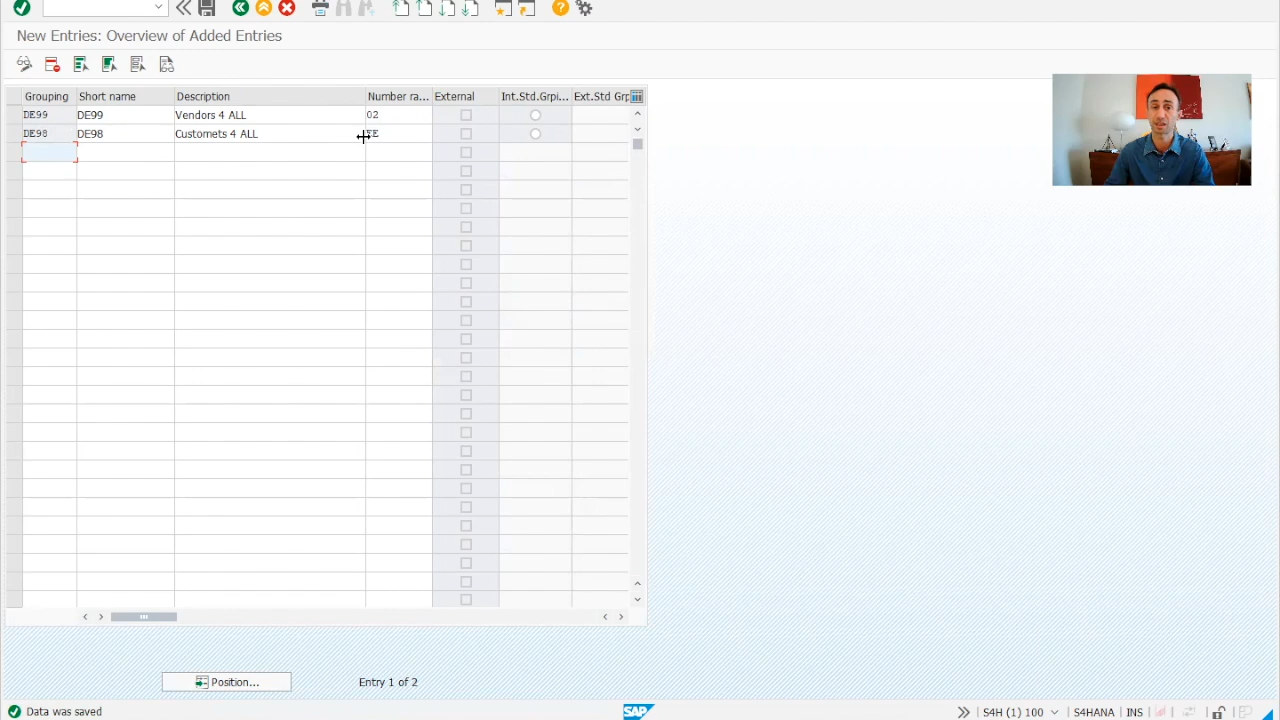 New Entries: Overview of Added Entries
Grouping Short name Description Number ra... External Int.Std.Grpi... Ext.Std Grp
DE99 DE99 Vendors 4 ALL 02
DE98 DE98 Customets 4 ALL
Position... Entry 1 of 2
Data was saved SAP S4H (1) 100 S4HANA INS